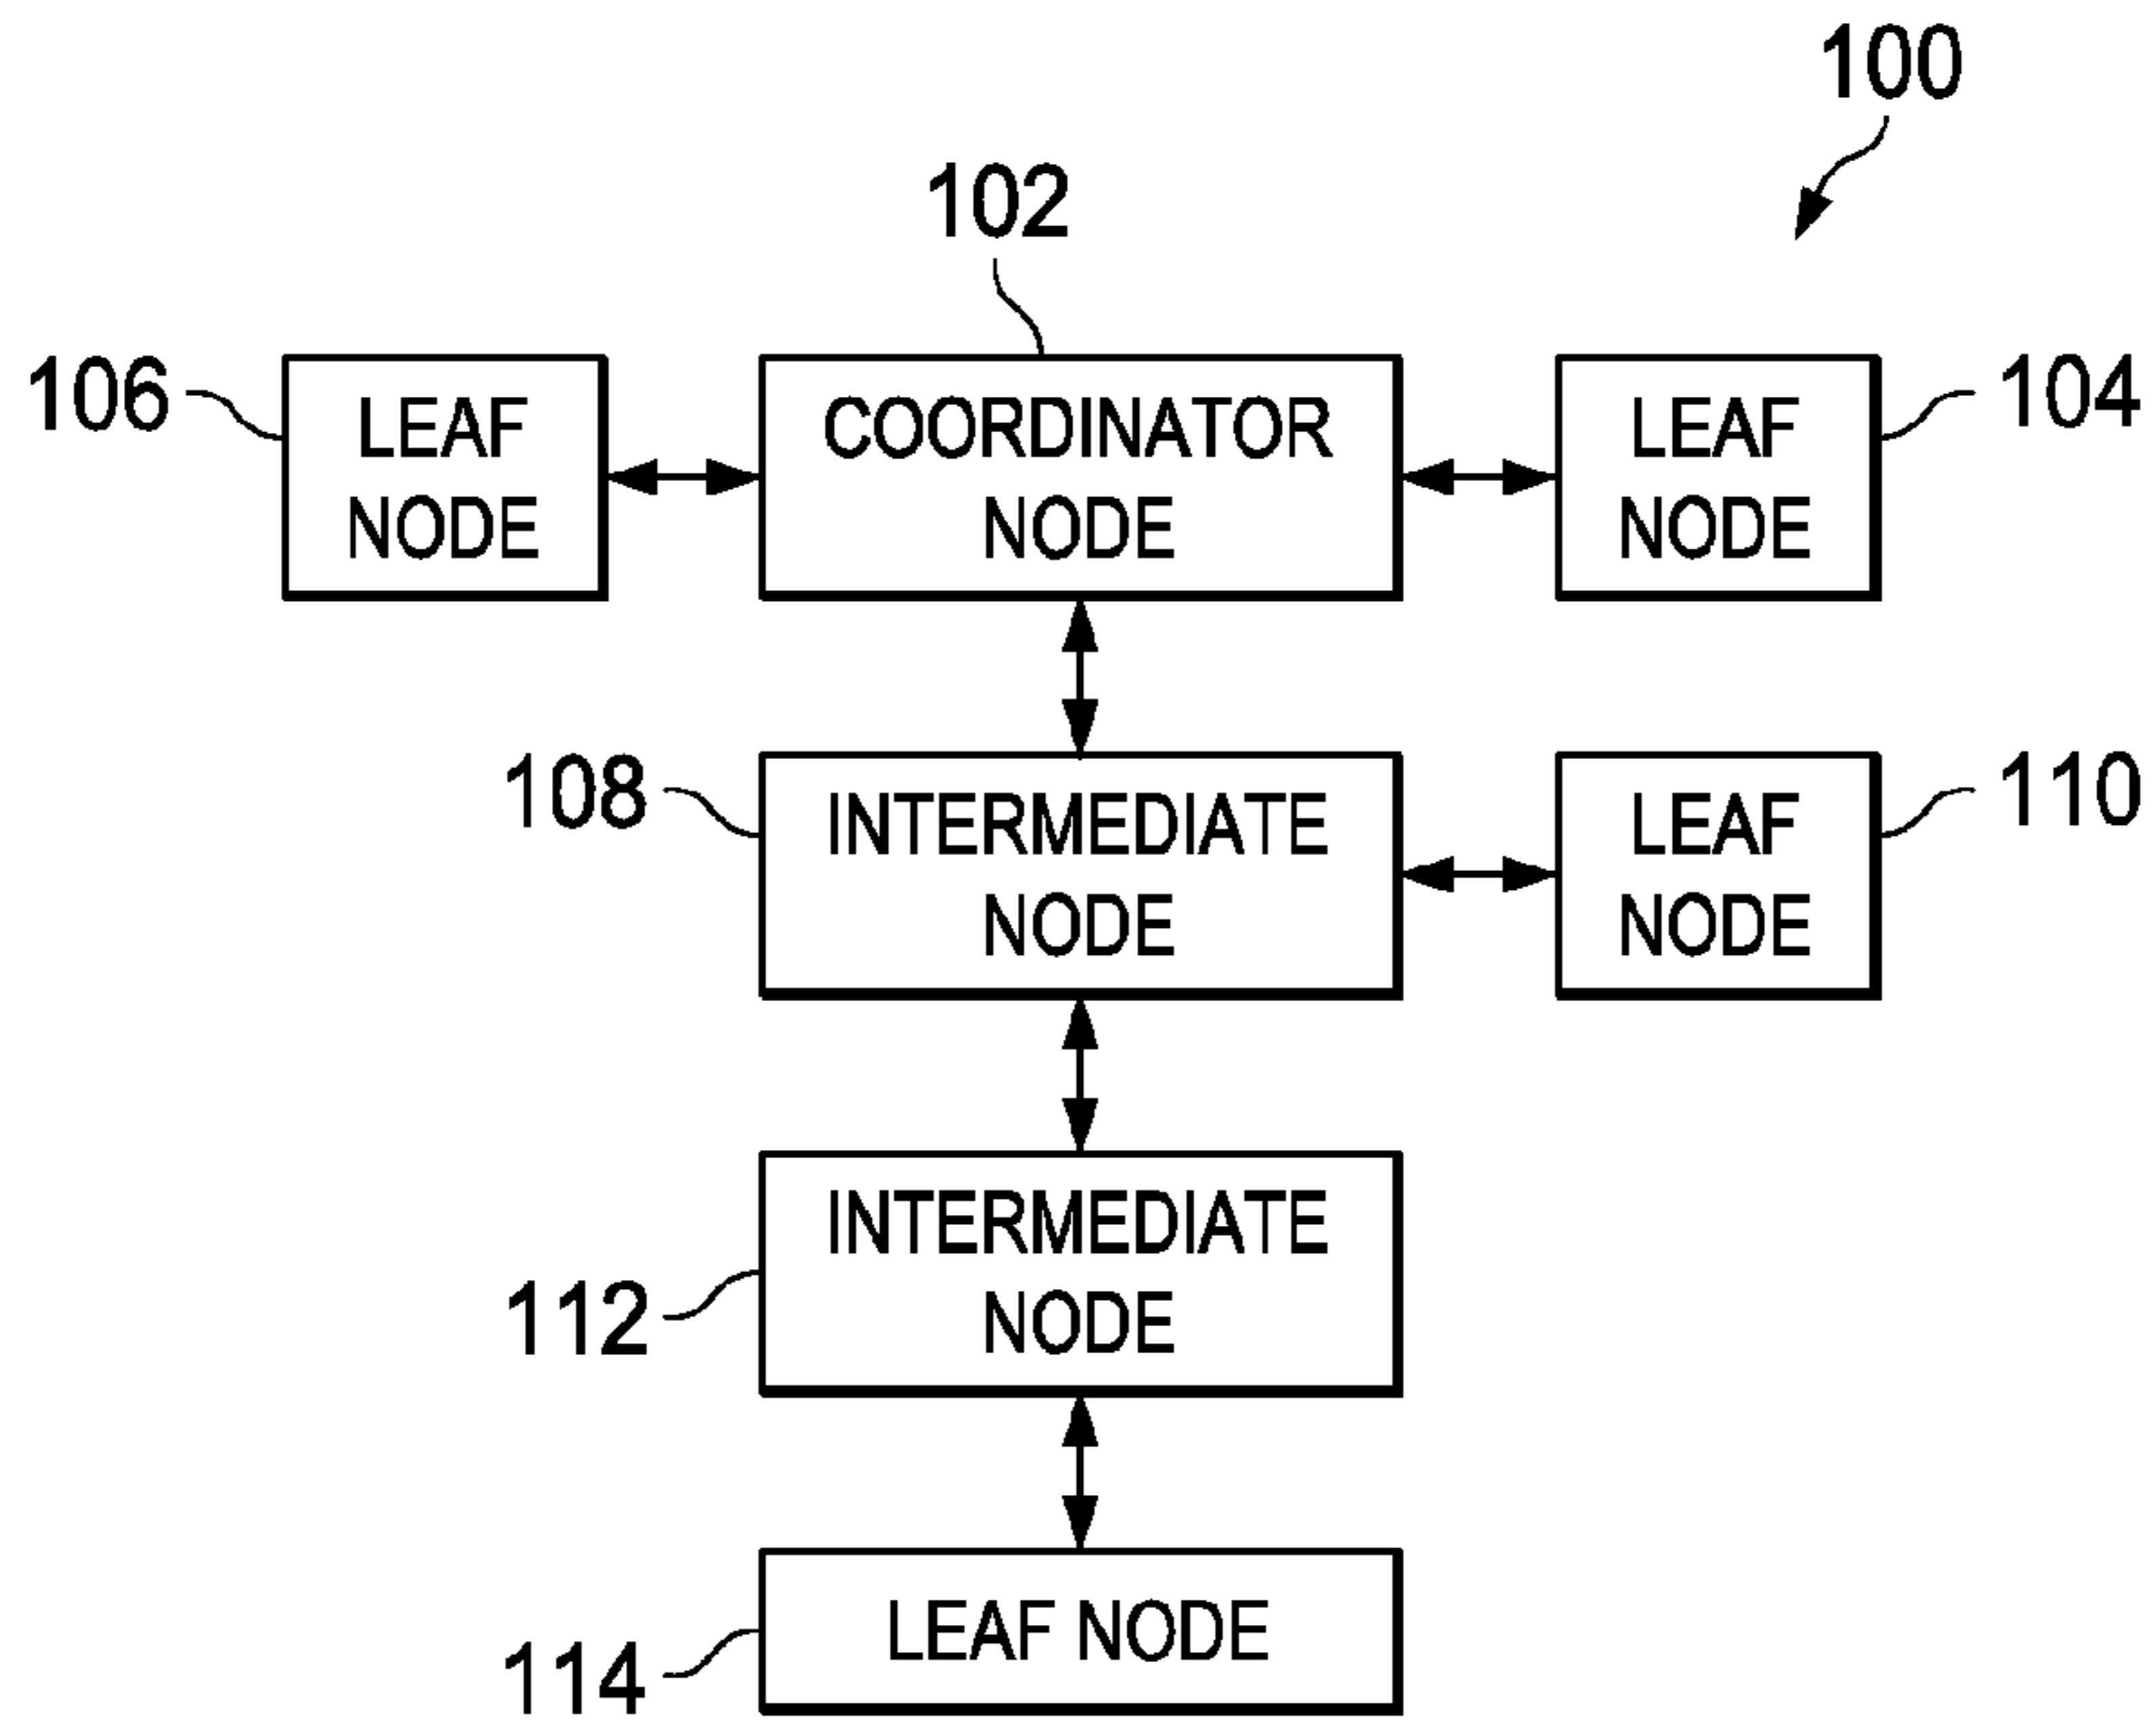 100
102
106
LEAF
NODE
COORDINATOR
NODE
LEAF
NODE
104
108
INTERMEDIATE
NODE
LEAF
NODE
110
112
INTERMEDIATE
NODE
114
LEAF NODE